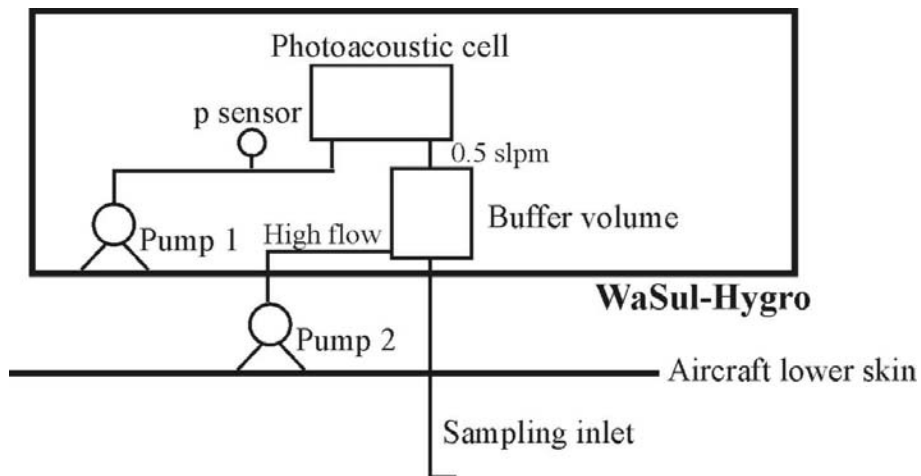 Photoacoustic cell
p sensor
0.5 slpm
Buffer volume
Pump 1
High flow
WaSul-Hygro
Pump 2
Aircraft lower skin
Sampling inlet